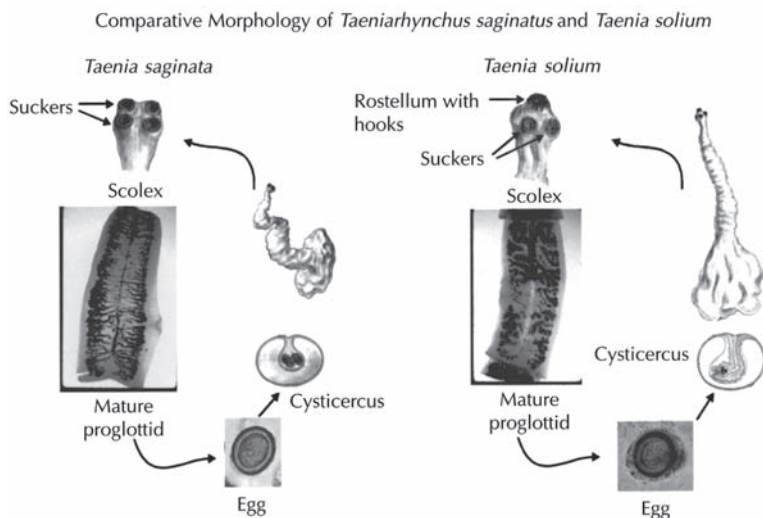 Comparative Morphology of Taeniarhynchus saginatus and Taenia solium
Taenia saginata
Suckers
Scolex
Mature
proglottid
Egg
Cysticercus
Taenia solium
Rostellum with
hooks
Suckers
Scolex
Mature
proglottid
Egg
Cysticercus